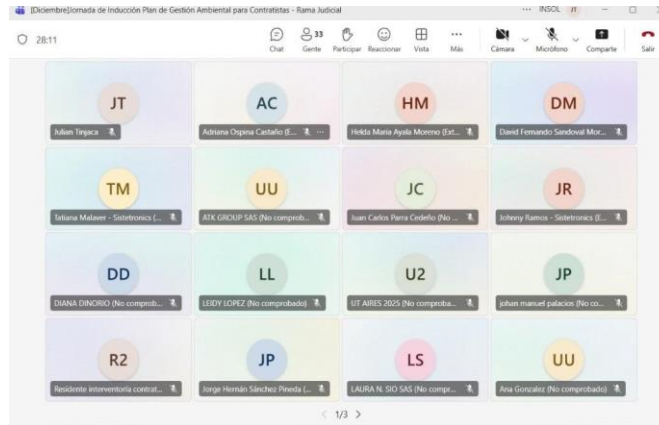 [Diciembre]Jornada de Inducción Plan de Gestión Ambiental para Contratistas - Rama Judicial
INSOL JT
28:11
33
Chat Gente Participar Reaccionar Vista Más Cámara Micrófono Comparte Salir
JT AC HM DM
Julian Tinjaca Adriana Ospina Castaño (E... Helda Maria Ayala Moreno (Ext... David Fernando Sandoval Mor...
TM UU JC JR
Tatiana Malaver - Sistetronics (... ATK GROUP SAS (No comprob... Juan Carlos Parra Cedeño (No ... Johnny Ramos - Sistetronics (E...
DD LL U2 JP
DIANA DINORIO (No comprob... LEIDY LOPEZ (No comprobado) UT AIRES 2025 (No comproba... johan manuel palacios (No co...
R2 JP LS UU
Residente interventoría contrat... Jorge Hernán Sánchez Pineda (... LAURA N. SIO SAS (No compr... Ana Gonzalez (No comprobado)
1/3